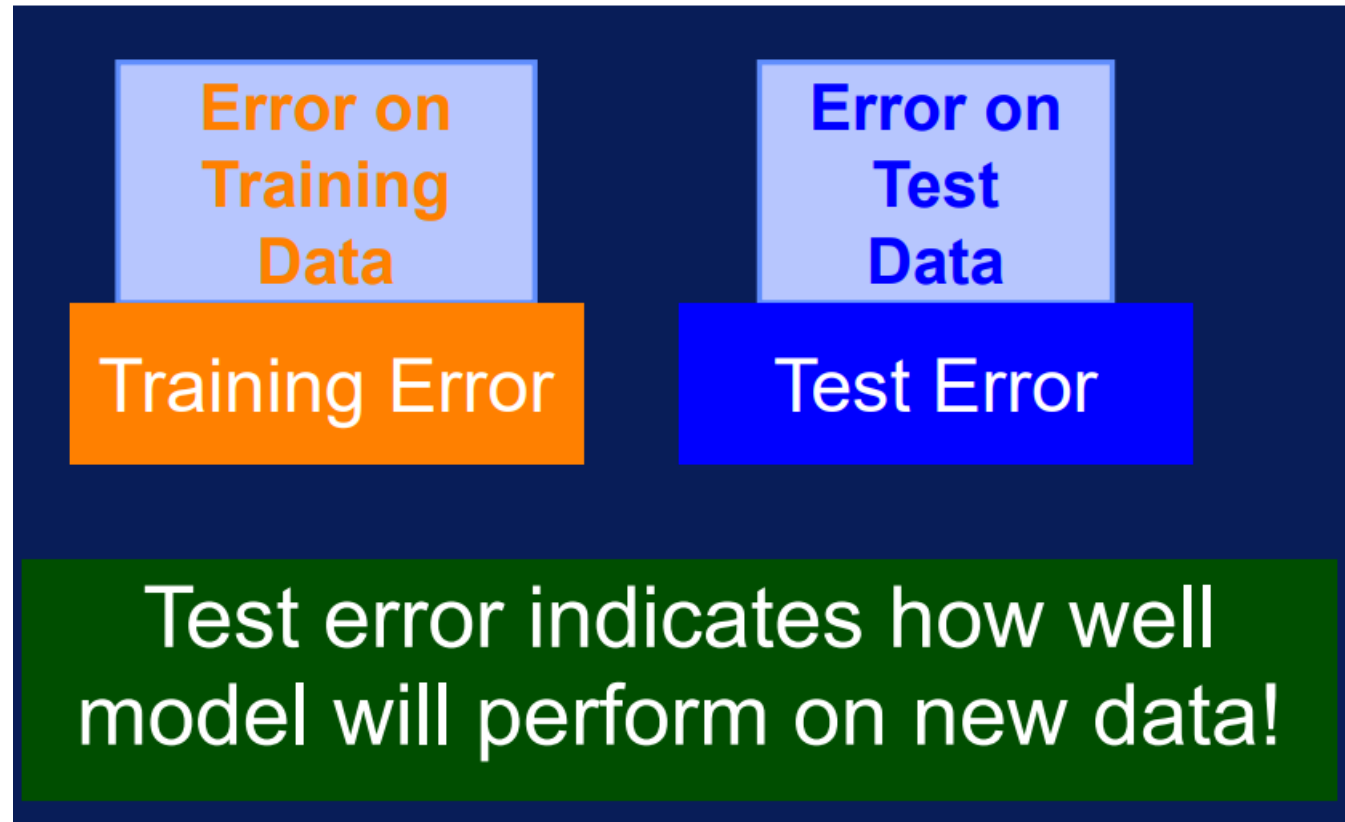 Error on
Training
Data
Training Error
Error on
Test
Data
Test Error
Test error indicates how well
model will perform on new data!